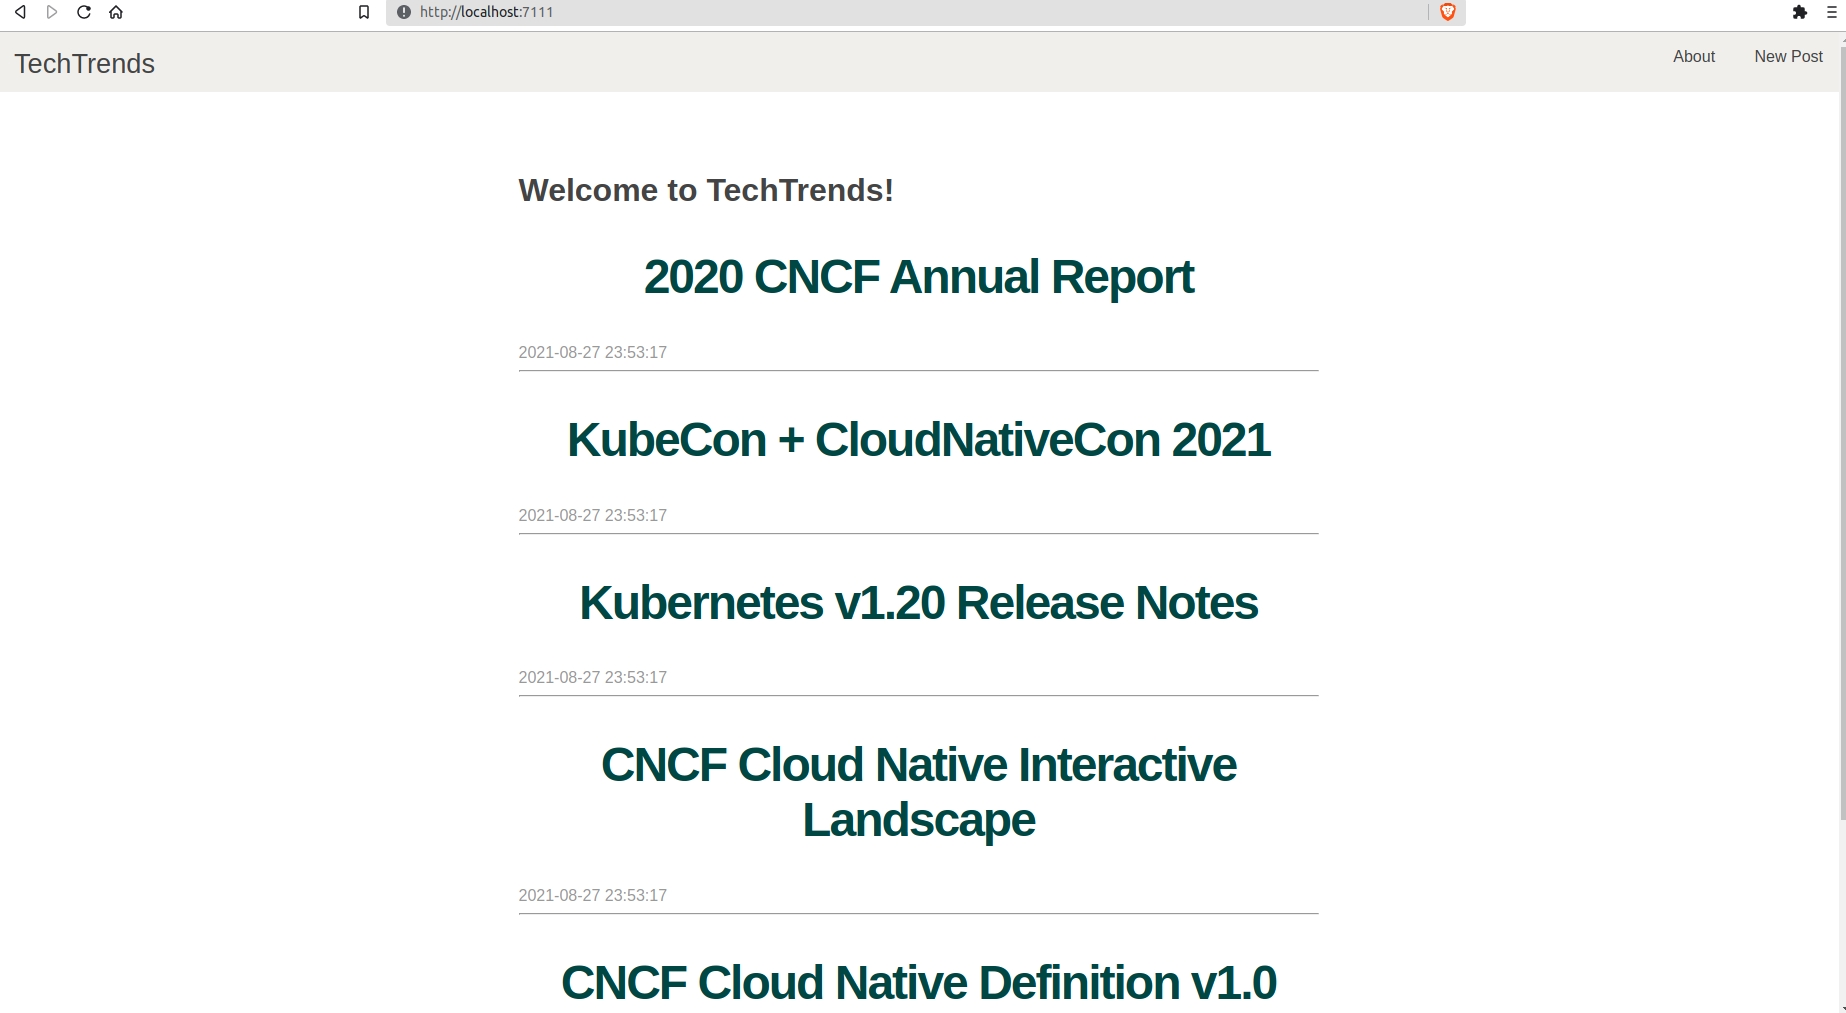 http://localhost:7111
TechTrends
About
New Post
Welcome to TechTrends!
2020 CNCF Annual Report
2021-08-27 23:53:17
KubeCon + CloudNativeCon 2021
2021-08-27 23:53:17
Kubernetes v1.20 Release Notes
2021-08-27 23:53:17
CNCF Cloud Native Interactive
Landscape
2021-08-27 23:53:17
CNCF Cloud Native Definition v1.0